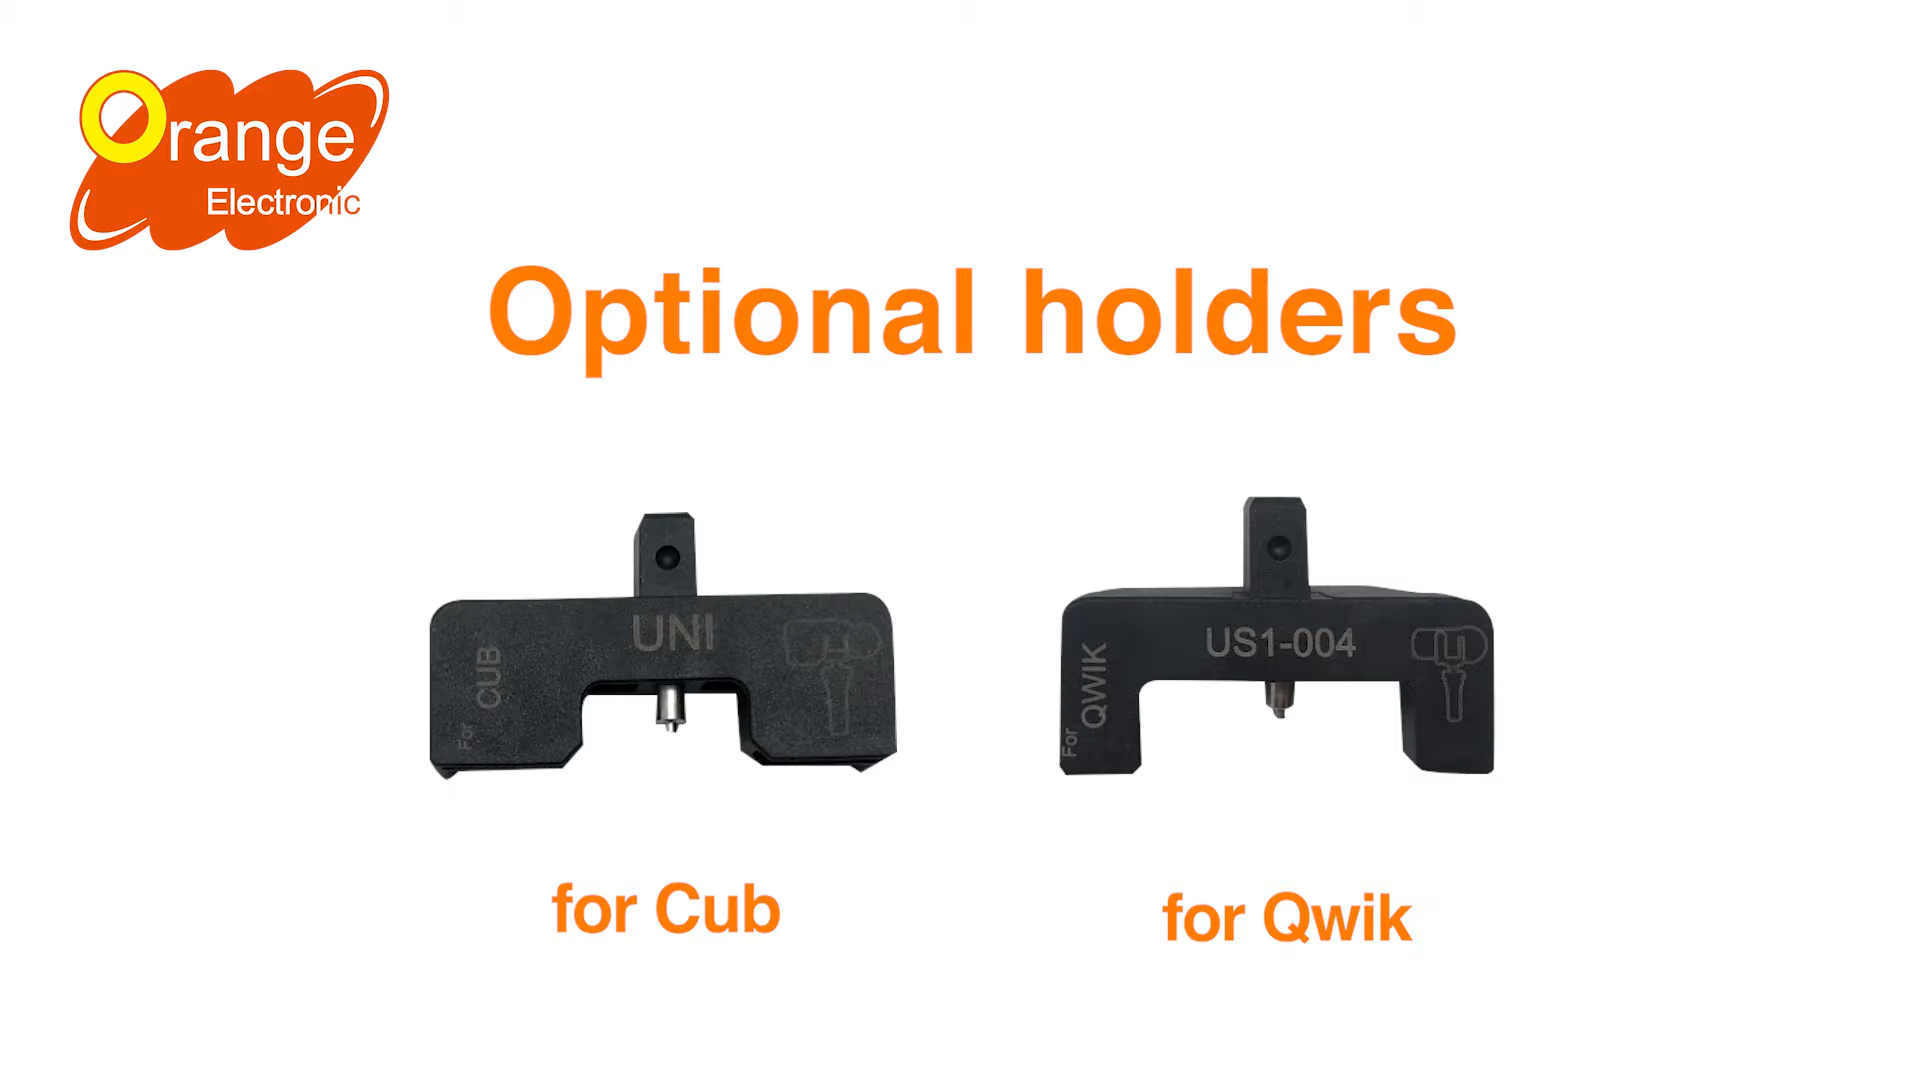 Orange
Electronic
Optional holders
UNI
For CUB
US1-004
For QWIK
for Cub
for Qwik